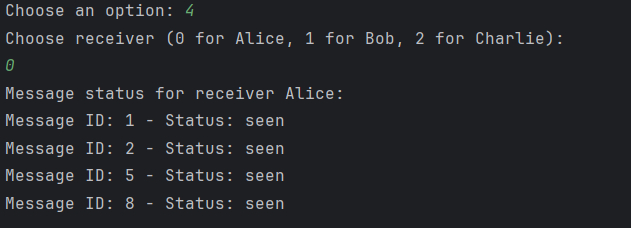 Choose an option: 4
Choose receiver (0 for Alice, 1 for Bob, 2 for Charlie):
0
Message status for receiver Alice:
Message ID: 1 - Status: seen
Message ID: 2 - Status: seen
Message ID: 5 - Status: seen
Message ID: 8 - Status: seen